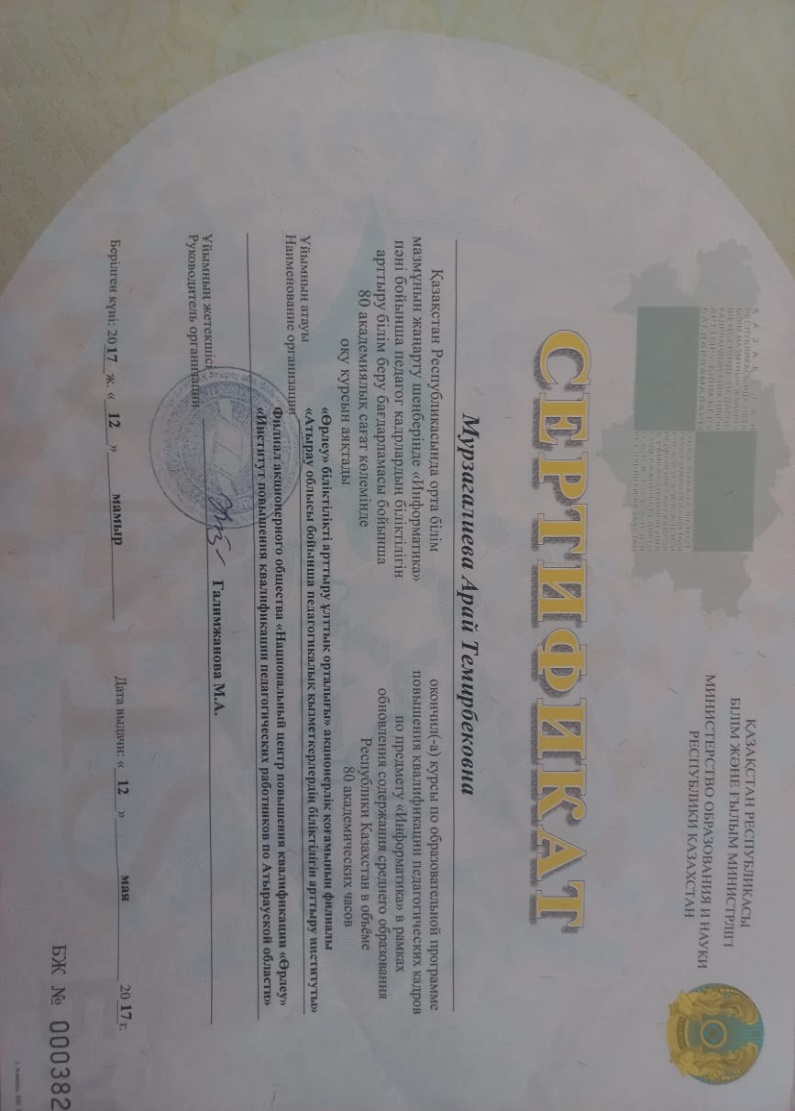 ҚАЗАҚСТАН РЕСПУБЛИКАСЫ
БІЛІМ ЖӘНЕ ҒЫЛЫМ МИНИСТРЛІГІ
МИНИСТЕРСТВО ОБРАЗОВАНИЯ И НАУКИ
РЕСПУБЛИКИ КАЗАХСТАН
СЕРТИФИКАТ
Мурзагалиева Арай Темирбековна
Қазақстан Республикасында орта білім
мазмұнын жаңарту шеңберінде «Информатика»
пәні бойынша педагог кадрлардың біліктілігін
арттыру білім беру бағдарламасы бойынша
80 академиялық сағат көлемінде
оқу курсын аяқтады
окончил(-а) курсы по образовательной программе
повышения квалификации педагогических кадров
по предмету «Информатика» в рамках
обновления содержания среднего образования
Республики Казахстан в объёме
80 академических часов
Ұйымның атауы
Наименование организации
«Өрлеу» біліктілікті арттыру ұлттық орталығы» акционерлік қоғамының филиалы
«Атырау облысы бойынша педагогикалық қызметкерлердің біліктілігін арттыру институты»
Филиал акционерного общества «Национальный центр повышения квалификации «Өрлеу»
«Институт повышения квалификации педагогических работников по Атырауской области»
Ұйымның жетекшісі
Руководитель организации
Галимжанова М.А.
Берілген күні: 2017 ж. « 12 » мамыр
Дата выдачи: « 12 » мая 2017 г.
БЖ № 000382